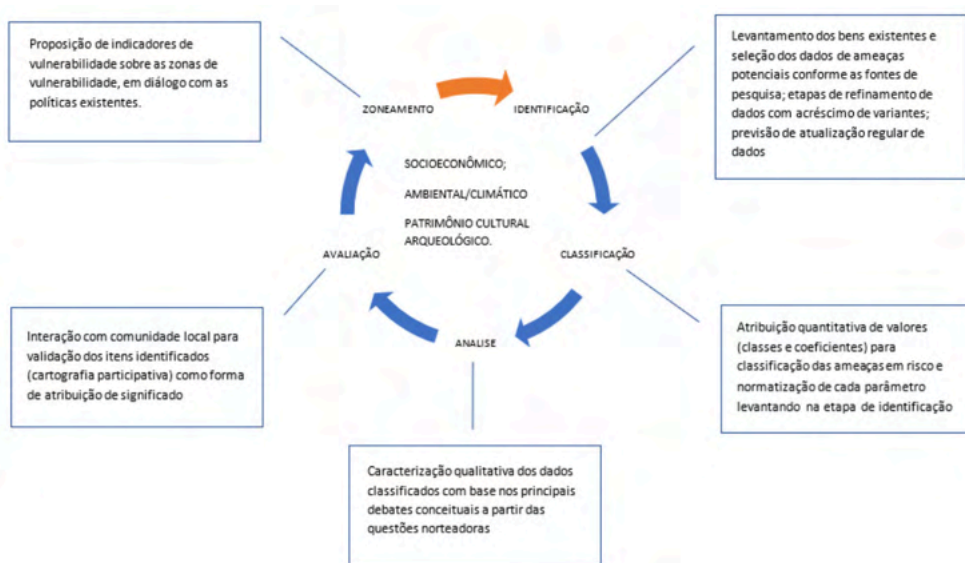 Proposição de indicadores de
vulnerabilidade sobre as zonas de
vulnerabilidade, em diálogo com as
políticas existentes.
Levantamento dos bens existentes e
seleção dos dados de ameaças
potenciais conforme as fontes de
pesquisa; etapas de refinamento de
dados com acréscimo de variantes;
previsão de atualização regular de
dados
ZONEAMENTO
IDENTIFICAÇÃO
SOCIOECONÔMICO;
AMBIENTAL/CLIMÁTICO
PATRIMÔNIO CULTURAL
ARQUEOLÓGICO.
AVALIAÇÃO
CLASSIFICAÇÃO
ANALISE
Interação com comunidade local para
validação dos itens identificados
(cartografia participativa) como forma
de atribuição de significado
Atribuição quantitativa de valores
(classes e coeficientes) para
classificação das ameaças em risco e
normatização de cada parâmetro
levantando na etapa de identificação
Caracterização qualitativa dos dados
classificados com base nos principais
debates conceituais a partir das
questões norteadoras